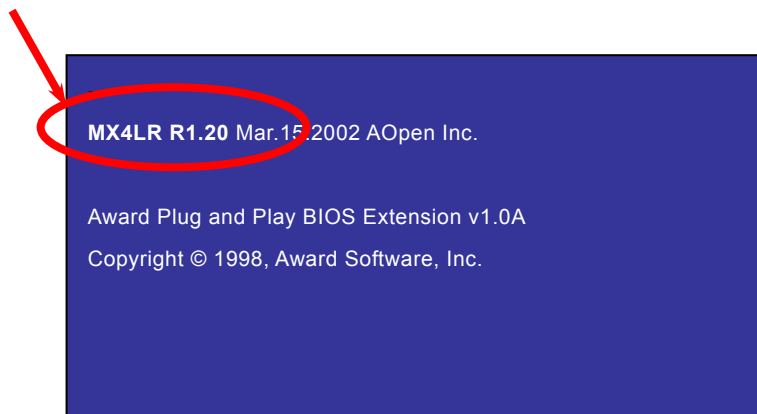 MX4LR R1.20 Mar.15.2002 AOpen Inc.
Award Plug and Play BIOS Extension v1.0A
Copyright © 1998, Award Software, Inc.